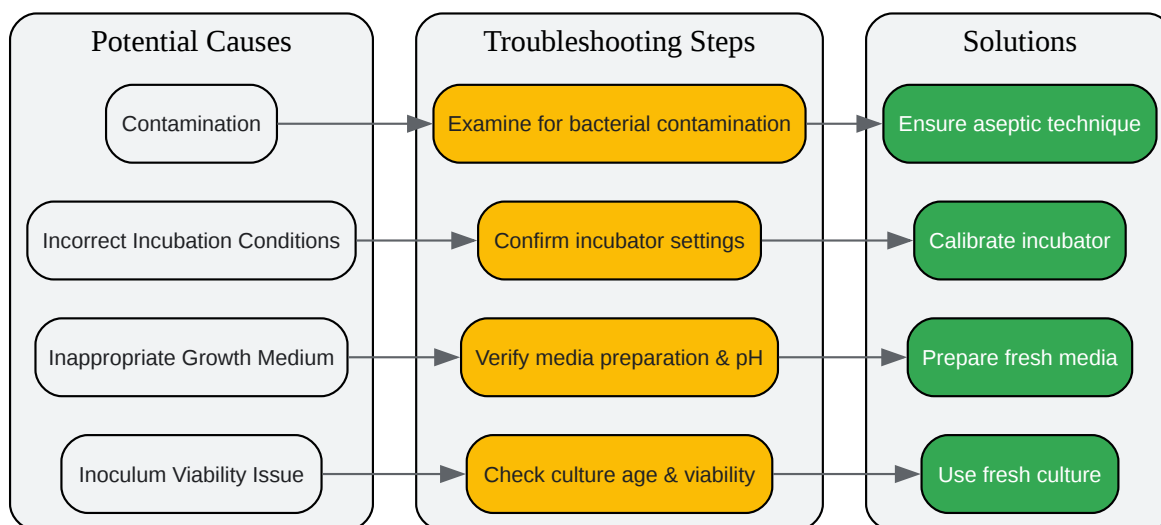 Potential Causes
Troubleshooting Steps
Solutions
Contamination
Examine for bacterial contamination
Ensure aseptic technique
Incorrect Incubation Conditions
Confirm incubator settings
Calibrate incubator
Inappropriate Growth Medium
Verify media preparation & pH
Prepare fresh media
Inoculum Viability Issue
Check culture age & viability
Use fresh culture